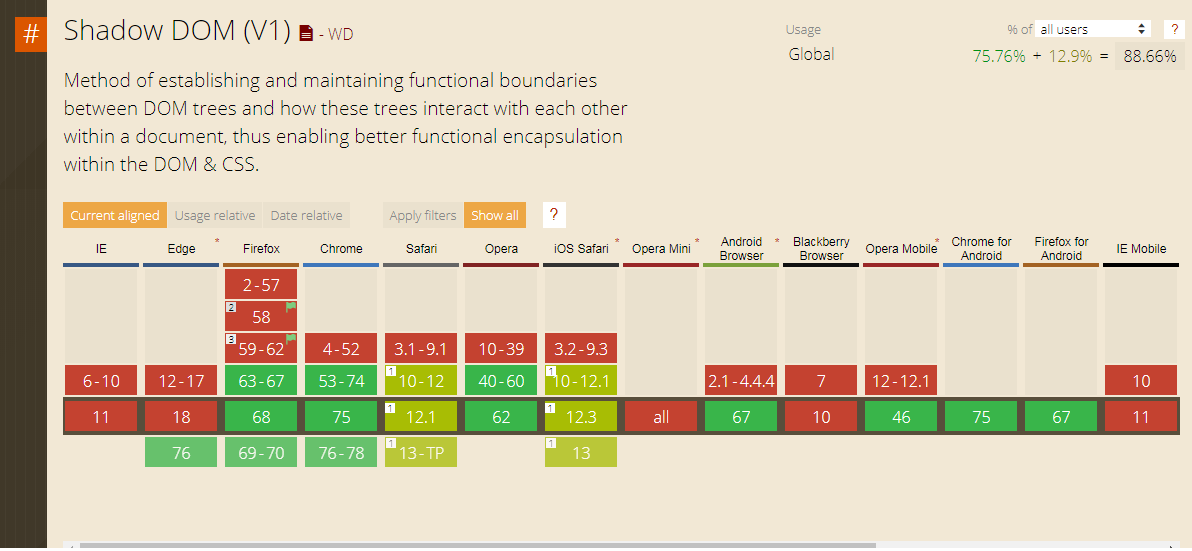 #
Shadow DOM (V1) - WD
Usage
% of all users ?
Global
75.76% + 12.9% = 88.66%
Method of establishing and maintaining functional boundaries
between DOM trees and how these trees interact with each other
within a document, thus enabling better functional encapsulation
within the DOM & CSS.
Current aligned Usage relative Date relative Apply filters Show all ?
IE Edge * Firefox Chrome Safari Opera iOS Safari * Opera Mini * Android Browser * Blackberry Browser Opera Mobile * Chrome for Android Firefox for Android IE Mobile
2-57
2 58
3 59-62 4-52 3.1-9.1 10-39 3.2-9.3
6-10 12-17 63-67 53-74 1 10-12 40-60 1 10-12.1 2.1-4.4.4 7 12-12.1 10
11 18 68 75 1 12.1 62 1 12.3 all 67 10 46 75 67 11
76 69-70 76-78 1 13-TP 1 13